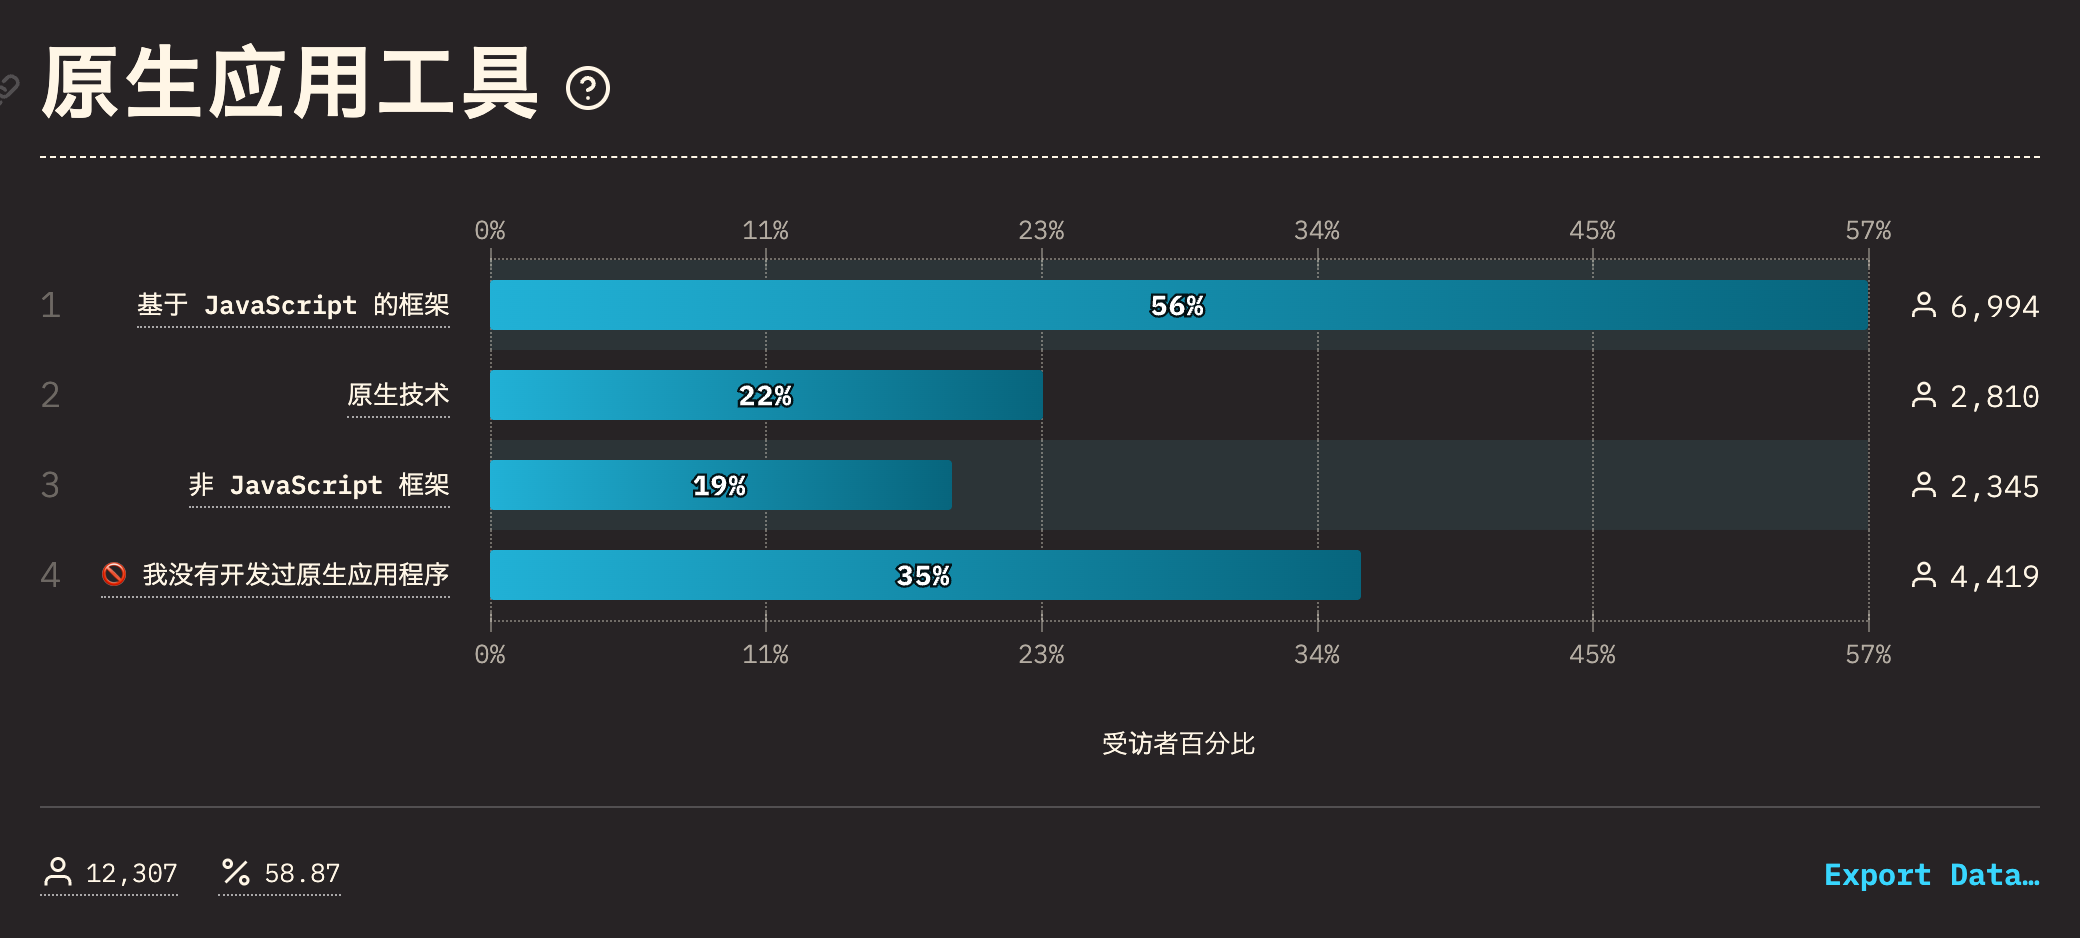 原生应用工具
0% 11% 23% 34% 45% 57%
1 基于 JavaScript 的框架 56% 6,994
2 原生技术 22% 2,810
3 非 JavaScript 框架 19% 2,345
4 🚫 我没有开发过原生应用程序 35% 4,419
0% 11% 23% 34% 45% 57%
受访者百分比
12,307 % 58.87 Export Data…